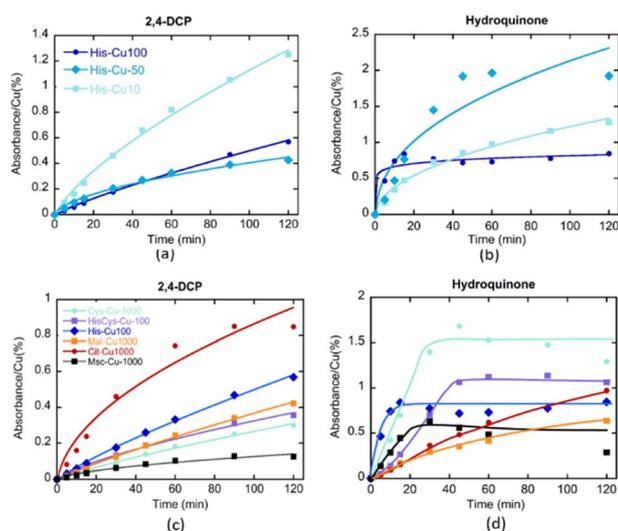 2,4-DCP
1.4
1.2
1
0.8
0.6
0.4
0.2
0
Absorbance/Cu(%)
His-Cu100
His-Cu-50
His-Cu10
0 20 40 60 80 100 120
Time (min)
(a)
Hydroquinone
2.5
2
1.5
1
0.5
0
Absorbance/Cu(%)
0 20 40 60 80 100 120
Time (min)
(b)
2,4-DCP
1
0.8
0.6
0.4
0.2
0
Absorbance/Cu(%)
Cys-Cu-1000
HisCys-Cu-100
His-Cu100
Mal-Cu1000
Cit-Cu1000
Msc-Cu-1000
0 20 40 60 80 100 120
Time (min)
(c)
Hydroquinone
2
1.5
1
0.5
0
Absorbance/Cu(%)
0 20 40 60 80 100 120
Time (min)
(d)